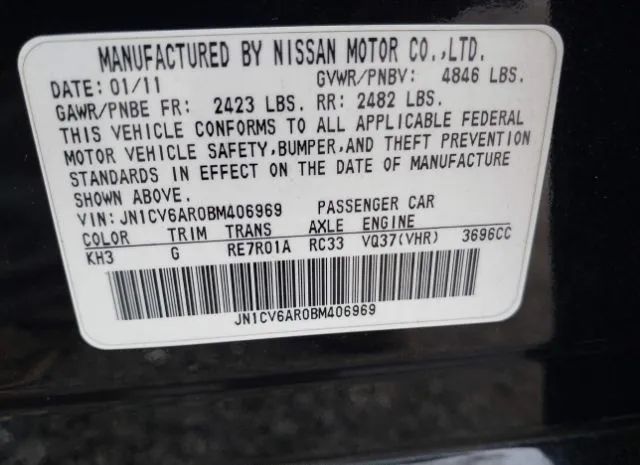 MANUFACTURED BY NISSAN MOTOR CO.,LTD.
DATE: 01/11 GVWR/PNBV: 4846 LBS.
GAWR/PNBE FR: 2423 LBS. RR: 2482 LBS.
THIS VEHICLE CONFORMS TO ALL APPLICABLE FEDERAL
MOTOR VEHICLE SAFETY,BUMPER,AND THEFT PREVENTION
STANDARDS IN EFFECT ON THE DATE OF MANUFACTURE
SHOWN ABOVE.
VIN: JN1CV6AR0BM406969 PASSENGER CAR
COLOR TRIM TRANS AXLE ENGINE
KH3 G RE7R01A RC33 VQ37(VHR) 3696CC
JN1CV6AR0BM406969